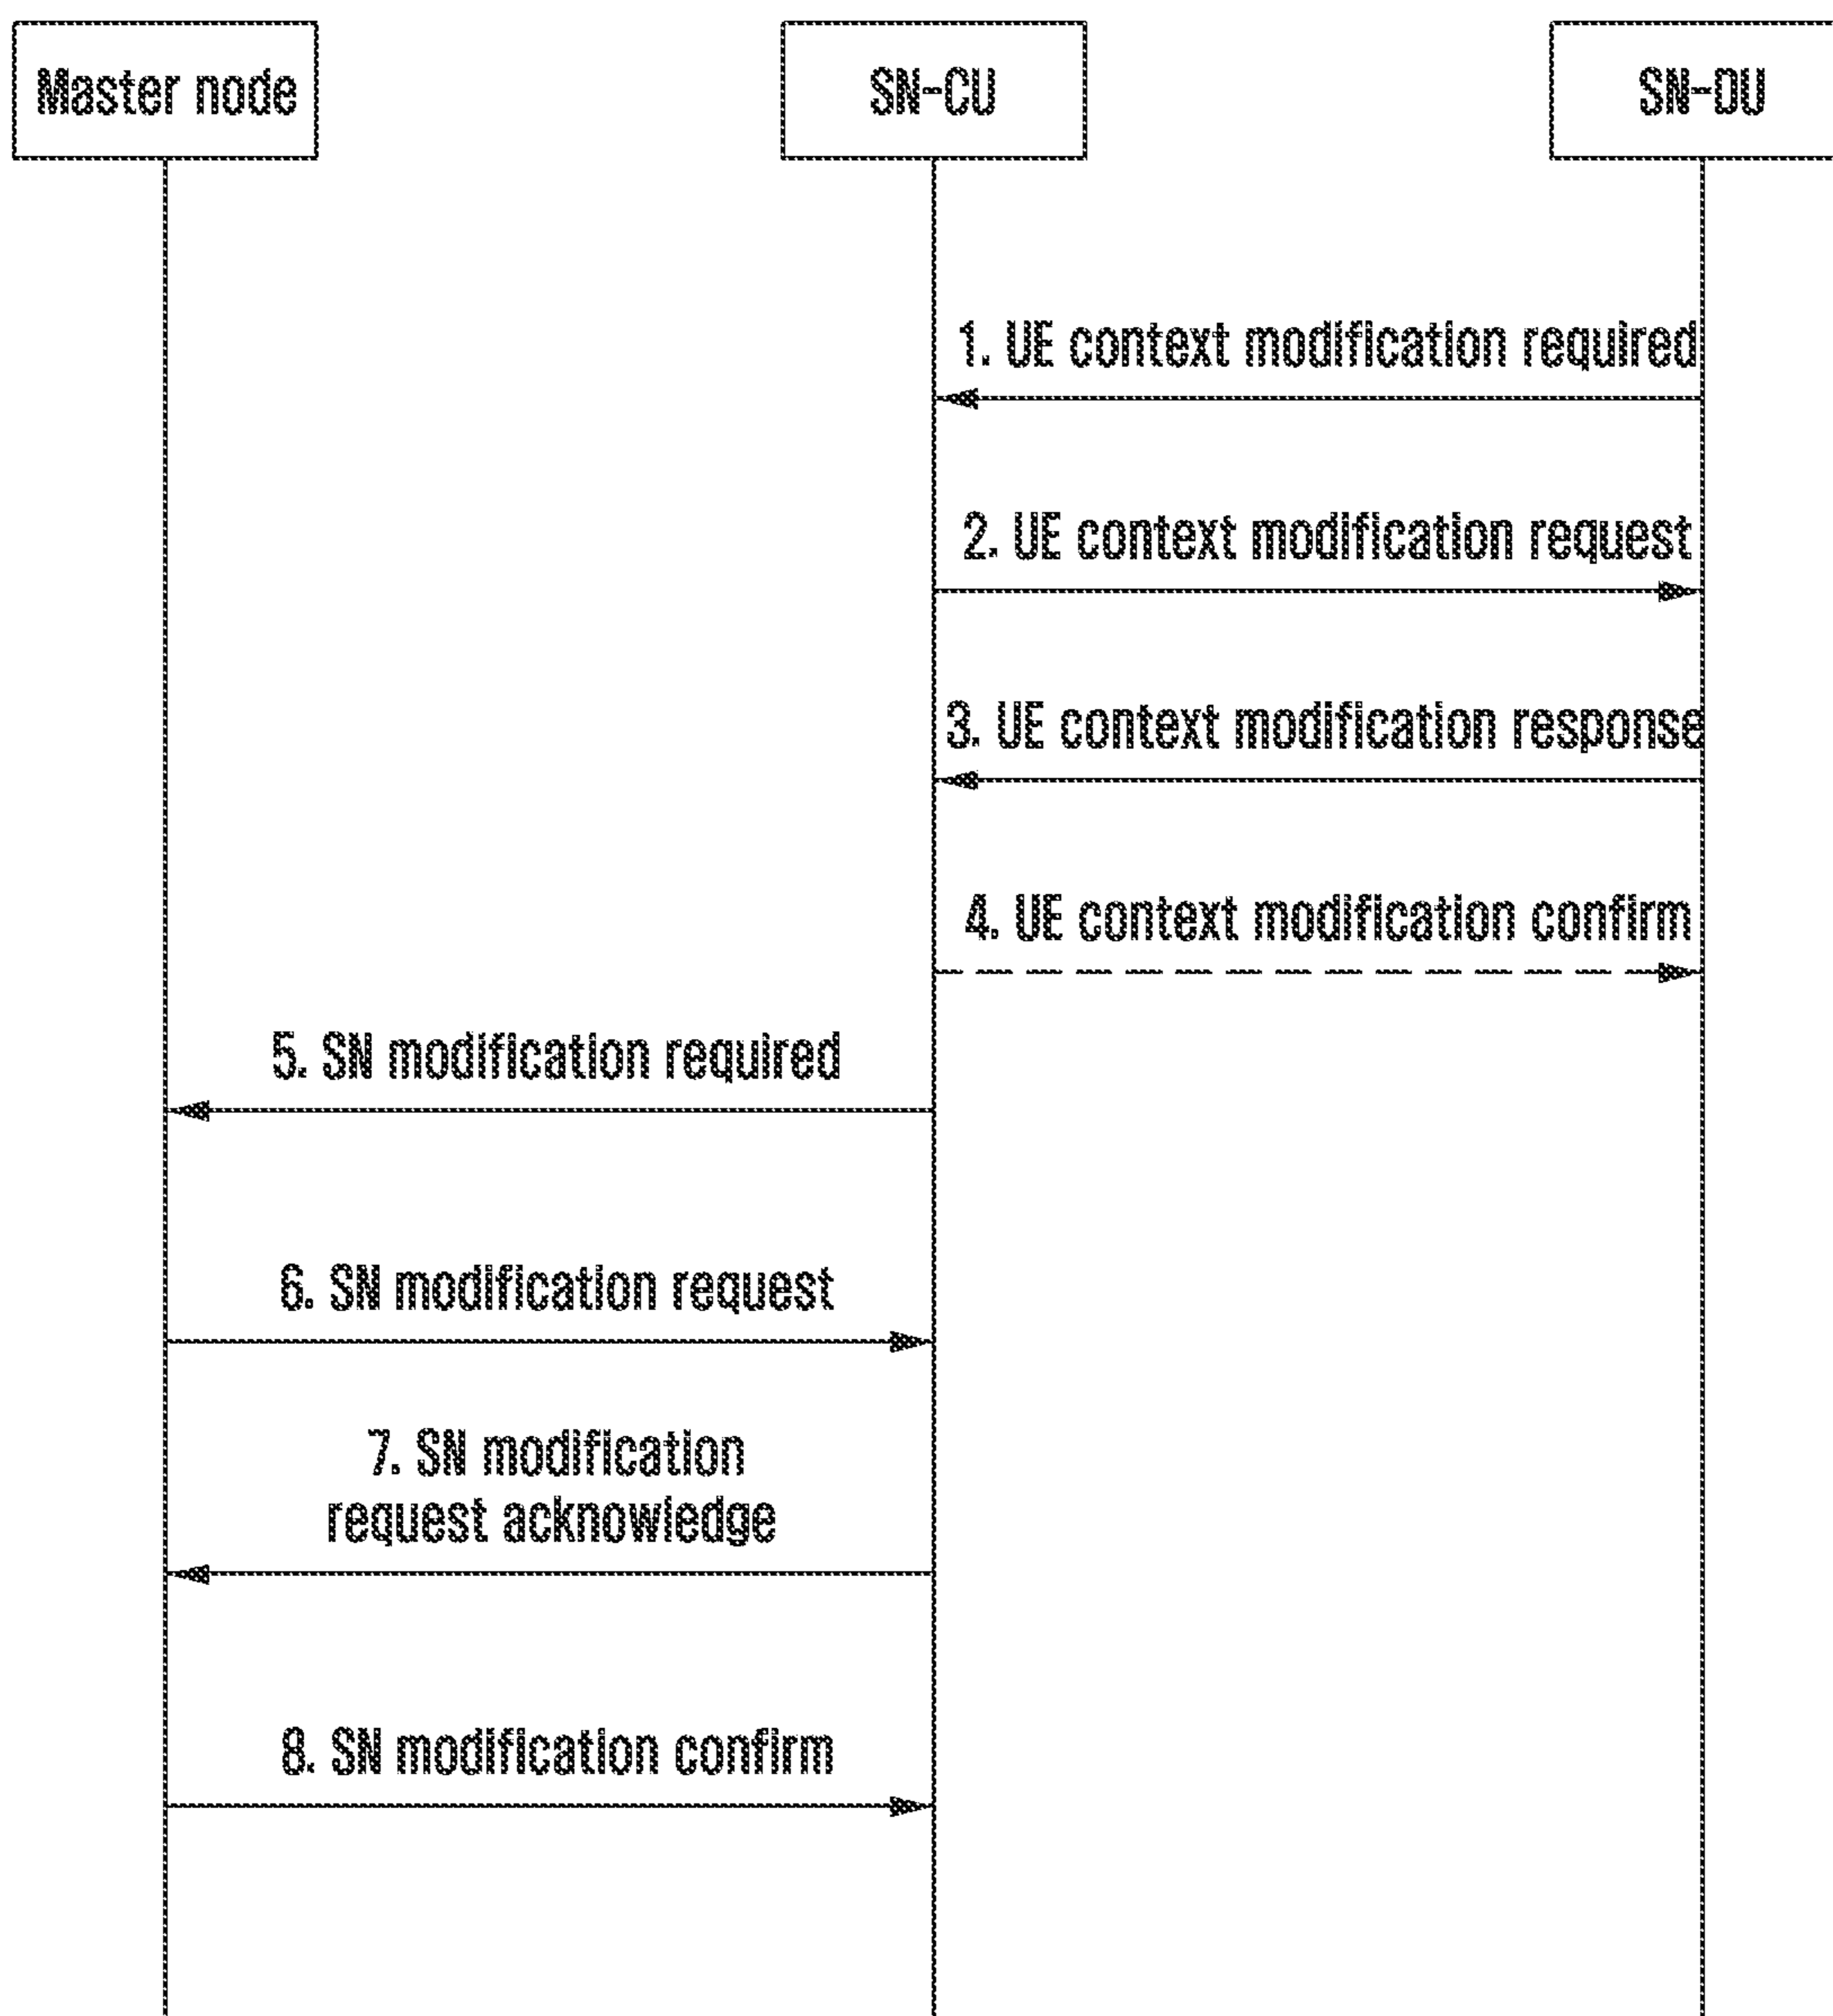 Master node
SN-CU
SN-DU
1. UE context modification required
2. UE context modification request
3. UE context modification response
4. UE context modification confirm
5. SN modification required
6. SN modification request
7. SN modification
request acknowledge
8. SN modification confirm